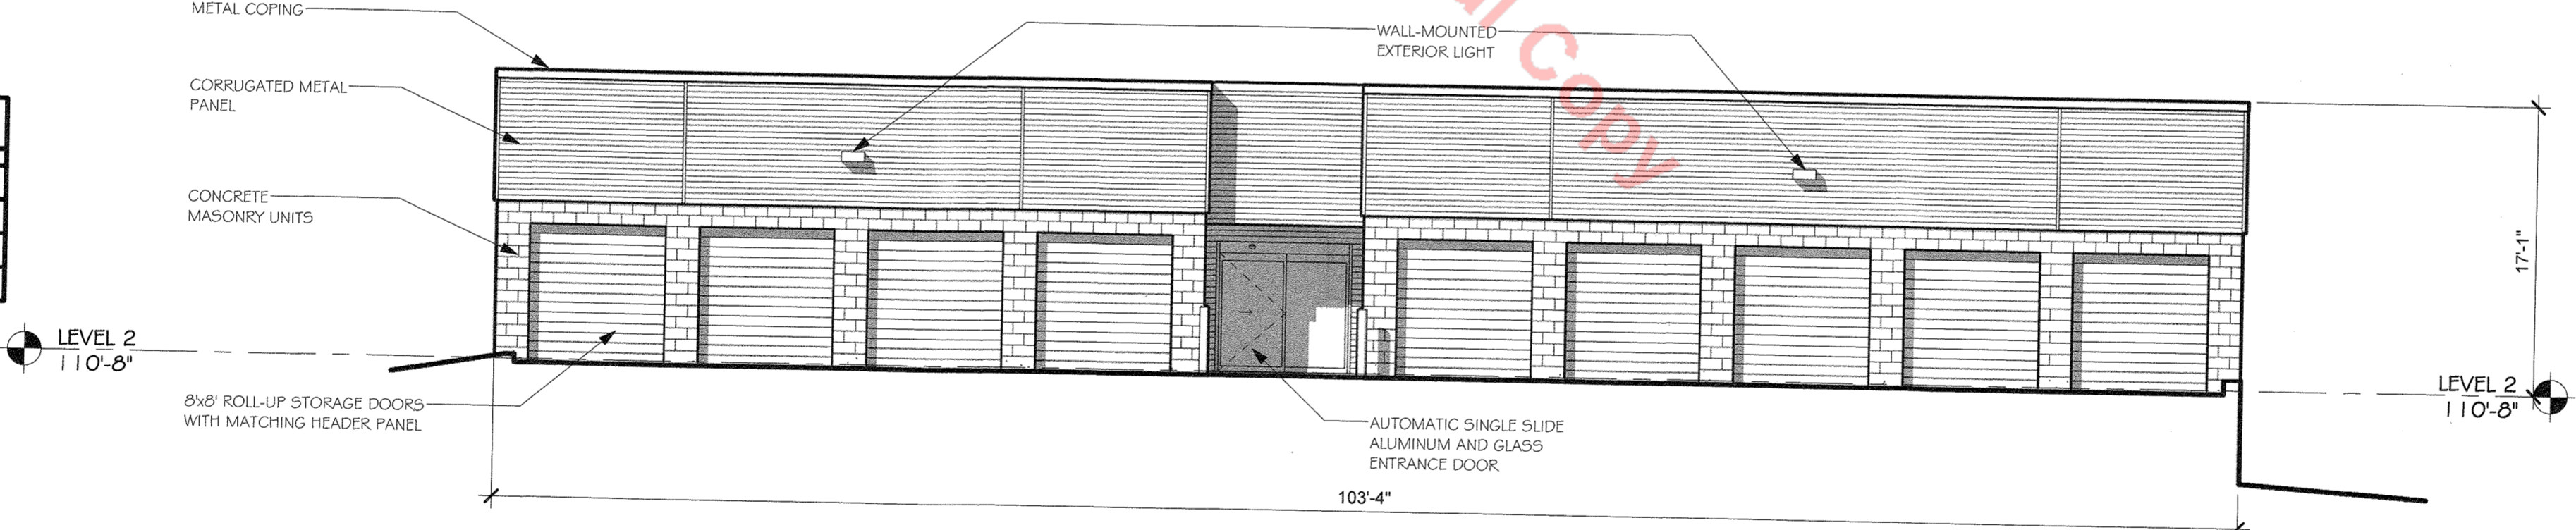 METAL COPING
WALL-MOUNTED
EXTERIOR LIGHT
Copy
CORRUGATED METAL
PANEL
CONCRETE
MASONRY UNITS
17'-1"
LEVEL 2
110'-8"
LEVEL 2
110'-8"
8'x8' ROLL-UP STORAGE DOORS
WITH MATCHING HEADER PANEL
AUTOMATIC SINGLE SLIDE
ALUMINUM AND GLASS
ENTRANCE DOOR
103'-4"